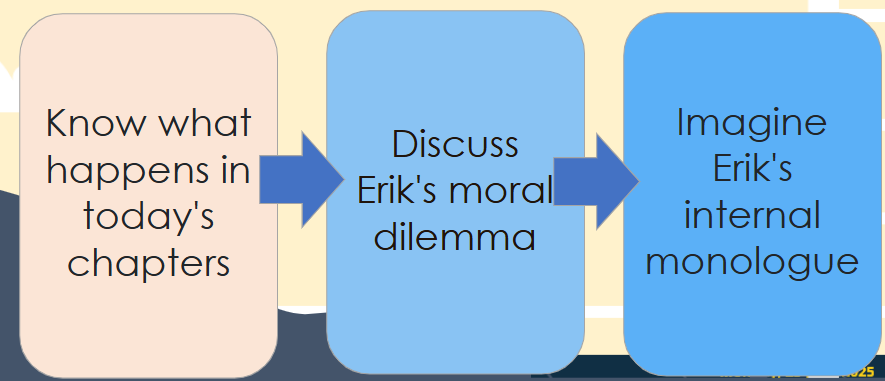 Know what
happens in
today's
chapters
Discuss
Erik's moral
dilemma
Imagine
Erik's
internal
monologue